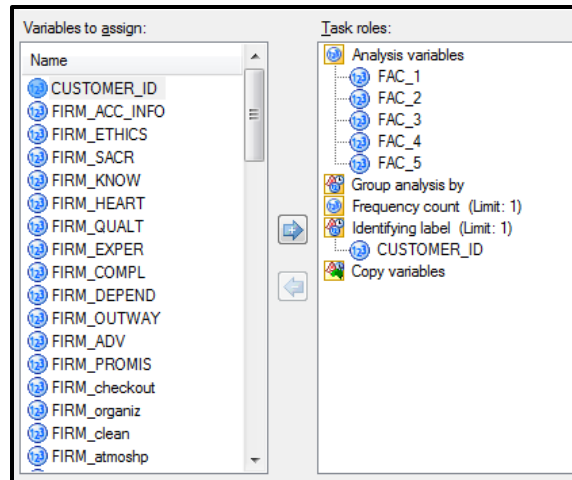 Variables to assign:
Name
CUSTOMER_ID
FIRM_ACC_INFO
FIRM_ETHICS
FIRM_SACR
FIRM_KNOW
FIRM_HEART
FIRM_QUALT
FIRM_EXPER
FIRM_COMPL
FIRM_DEPEND
FIRM_OUTWAY
FIRM_ADV
FIRM_PROMIS
FIRM_checkout
FIRM_organiz
FIRM_clean
FIRM_atmoshp
Task roles:
Analysis variables
FAC_1
FAC_2
FAC_3
FAC_4
FAC_5
Group analysis by
Frequency count (Limit: 1)
Identifying label (Limit: 1)
CUSTOMER_ID
Copy variables